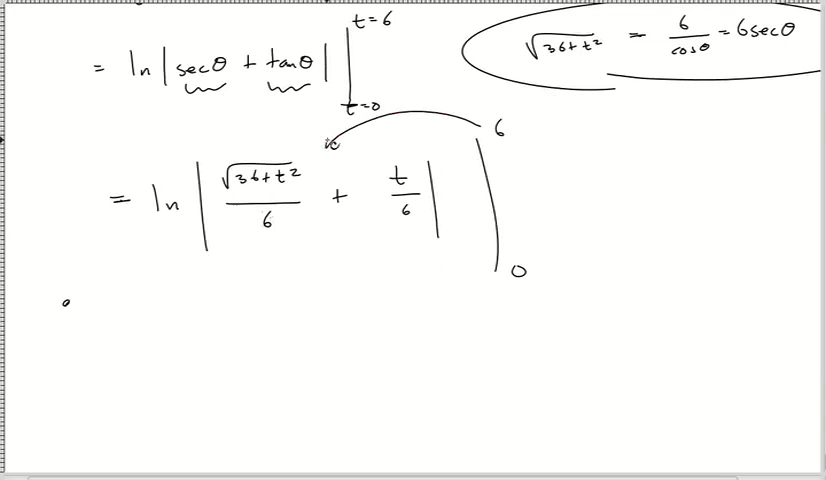 t=6
√36+t² = 6/cosθ = 6secθ
= ln|secθ + tanθ|
t=0
6
= ln|√36+t²/6 + t/6|
0